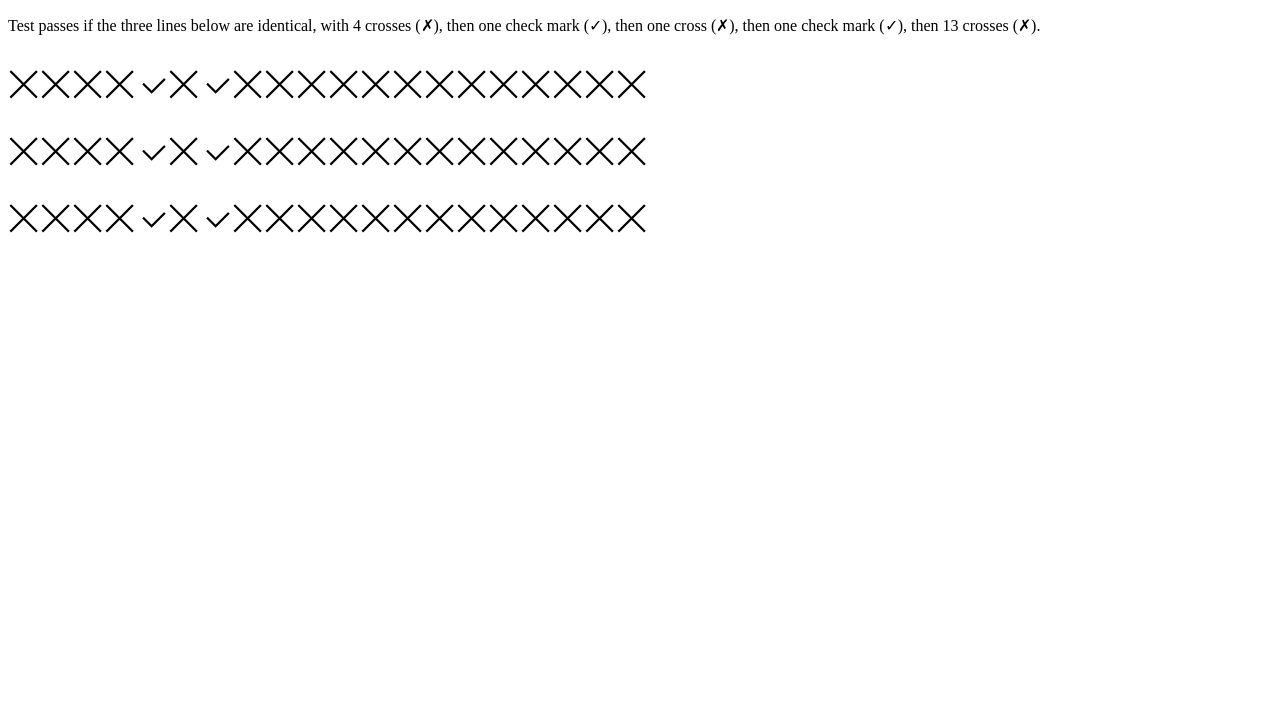 Test passes if the three lines below are identical, with 4 crosses (✗), then one check mark (✓), then one cross (✗), then one check mark (✓), then 13 crosses (✗).
✗✗✗✗✓✗✓✗✗✗✗✗✗✗✗✗✗✗✗✗
✗✗✗✗✓✗✓✗✗✗✗✗✗✗✗✗✗✗✗✗
✗✗✗✗✓✗✓✗✗✗✗✗✗✗✗✗✗✗✗✗